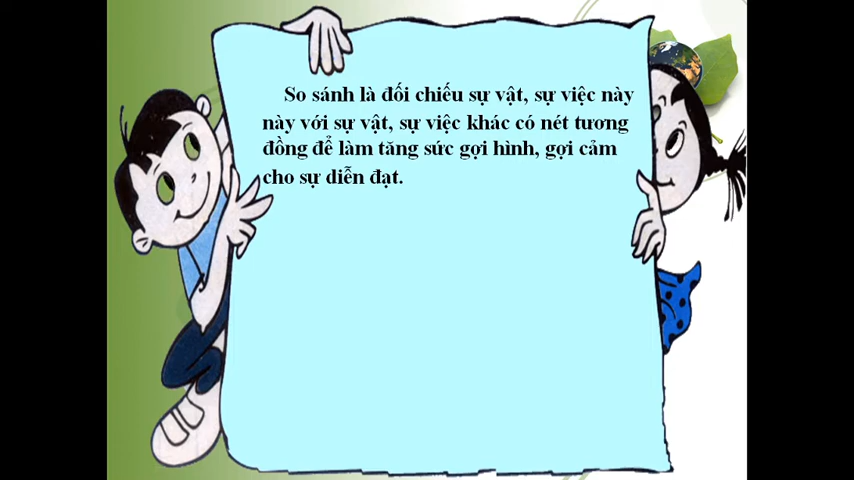 So sánh là đối chiếu sự vật, sự việc này
này với sự vật, sự việc khác có nét tương
đồng để làm tăng sức gợi hình, gợi cảm
cho sự diễn đạt.